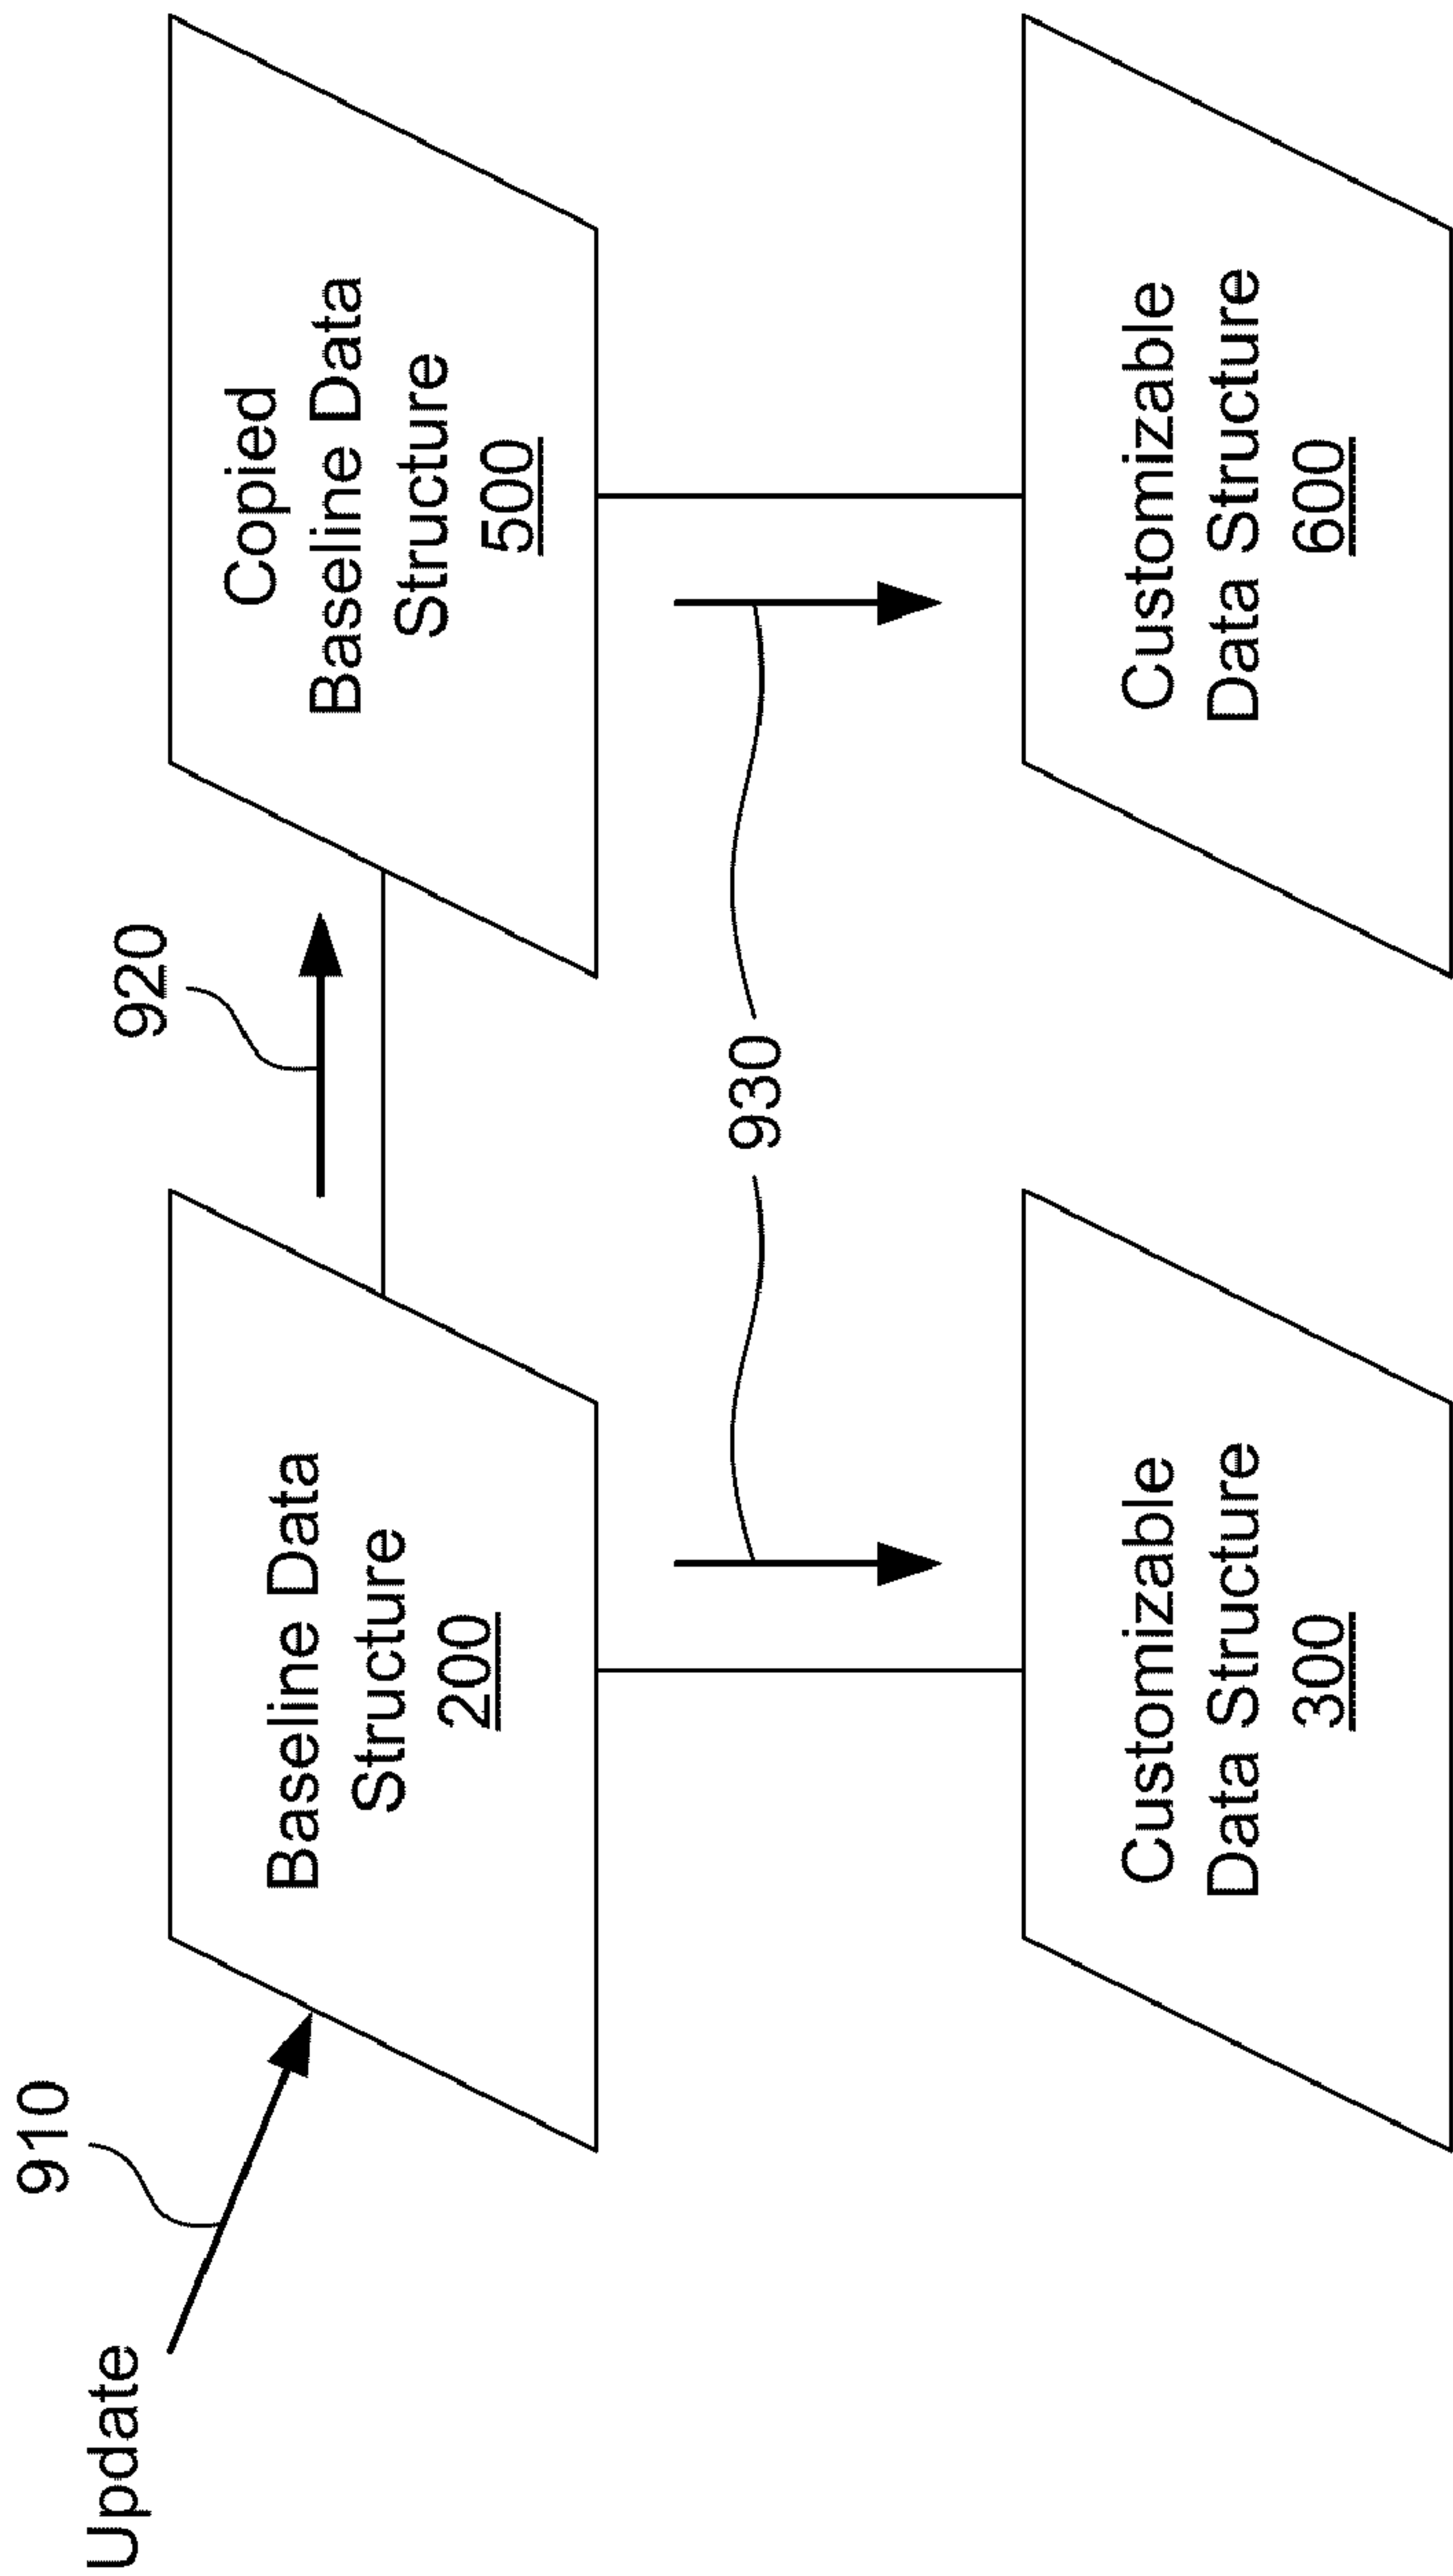 910
Update
Baseline Data
Structure
200
920
Copied
Baseline Data
Structure
500
930
Customizable
Data Structure
300
Customizable
Data Structure
600